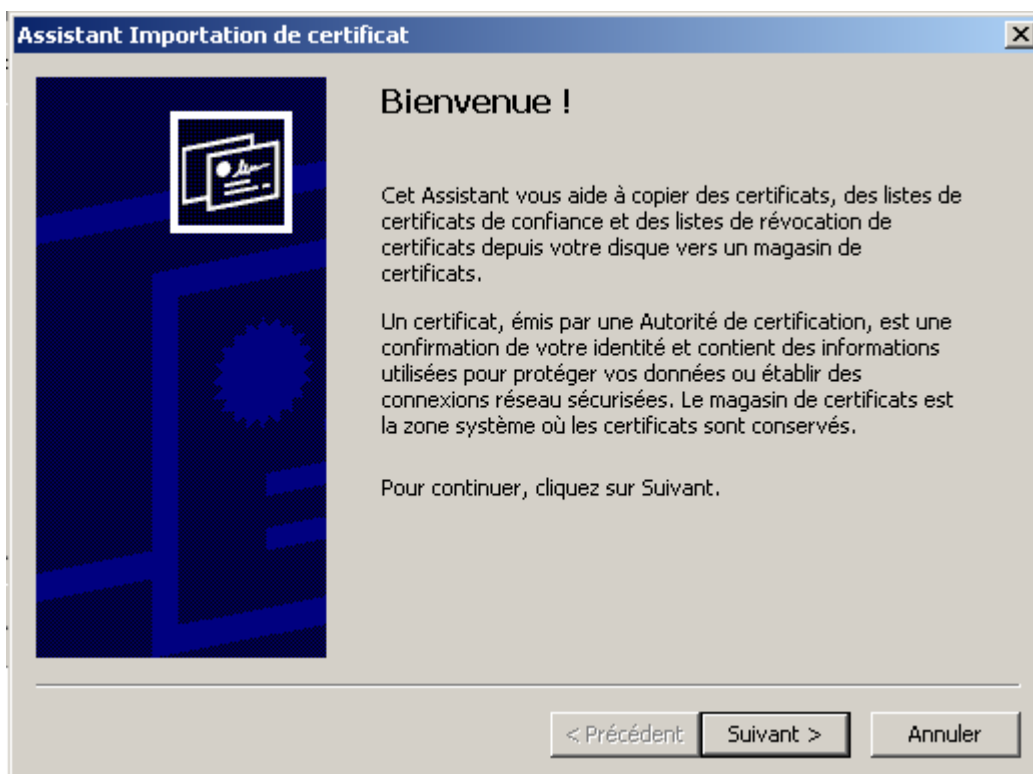 Assistant Importation de certificat
Bienvenue !
Cet Assistant vous aide à copier des certificats, des listes de
certificats de confiance et des listes de révocation de
certificats depuis votre disque vers un magasin de
certificats.
Un certificat, émis par une Autorité de certification, est une
confirmation de votre identité et contient des informations
utilisées pour protéger vos données ou établir des
connexions réseau sécurisées. Le magasin de certificats est
la zone système où les certificats sont conservés.
Pour continuer, cliquez sur Suivant.
< Précédent Suivant > Annuler